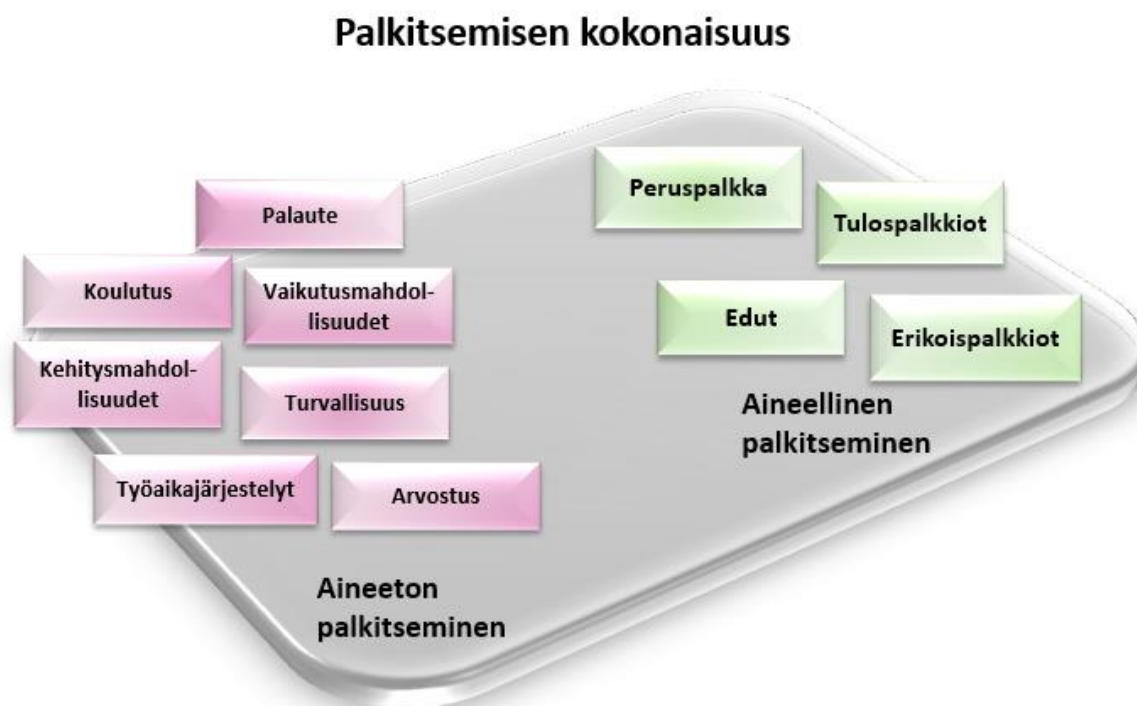 Palkitsemisen kokonaisuus
Palaute
Koulutus
Vaikutusmahdol-
lisuudet
Kehitysmahdol-
lisuudet
Turvallisuus
Työaikajärjestelyt
Arvostus
Aineeton
palkitseminen
Peruspalkka
Tulospalkkiot
Edut
Erikoispalkkiot
Aineellinen
palkitseminen